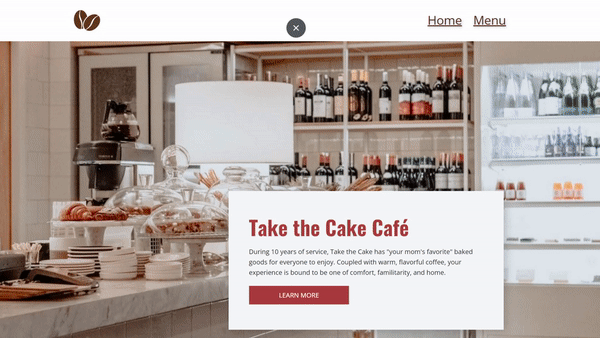 Home Menu
Take the Cake Café
During 10 years of service, Take the Cake has "your mom's favorite" baked
goods for everyone to enjoy. Coupled with warm, flavorful coffee, your
experience is bound to be one of comfort, familitarity, and home.
LEARN MORE